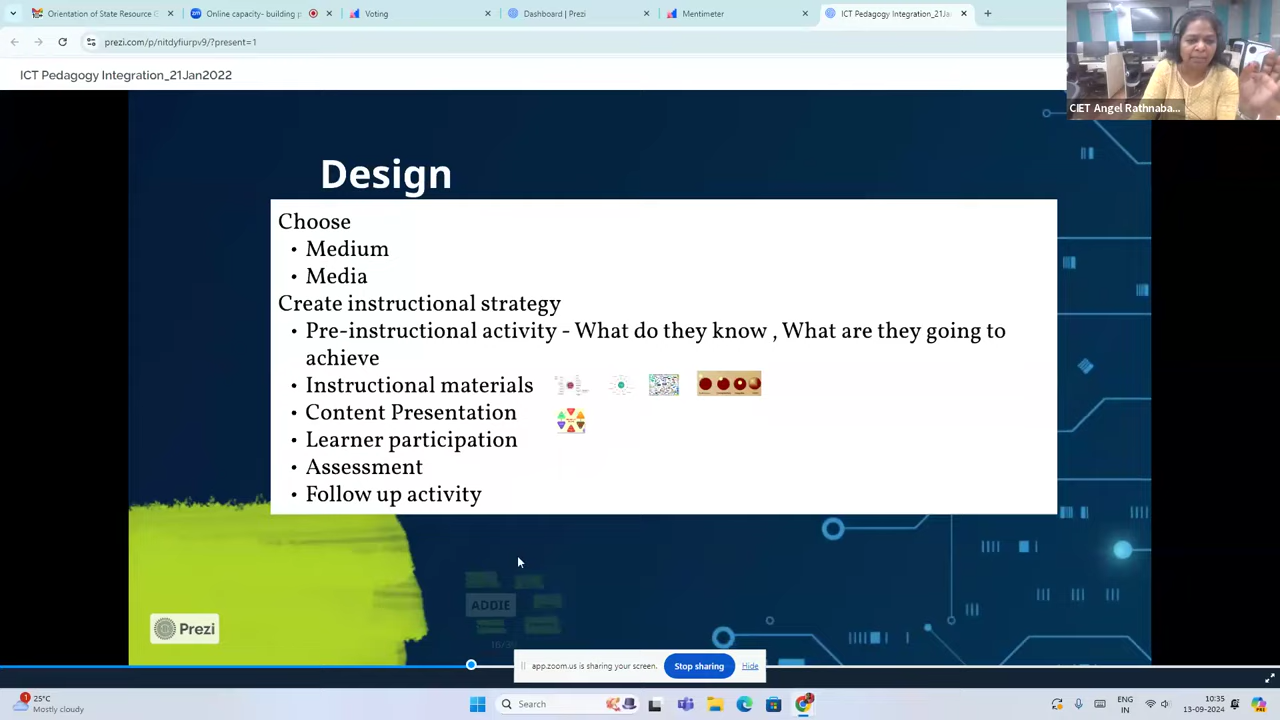 Orientation of State Resource
Online capacity- building p
Voting
Dashboard | Prezi
Mentimeter
ICT Pedagogy Integration_21Ja
prezi.com/p/nitdyfiurpv9/?present=1
ICT Pedagogy Integration_21Jan2022
CIET Angel Rathnaba...
Design
Choose
• Medium
• Media
Create instructional strategy
• Pre-instructional activity - What do they know , What are they going to
achieve
• Instructional materials
• Content Presentation
• Learner participation
• Assessment
• Follow up activity
ADDIE
Prezi
app.zoom.us is sharing your screen.
Stop sharing
Hide
1
25°C
Mostly cloudy
Search
ENG
IN
10:35
13-09-2024